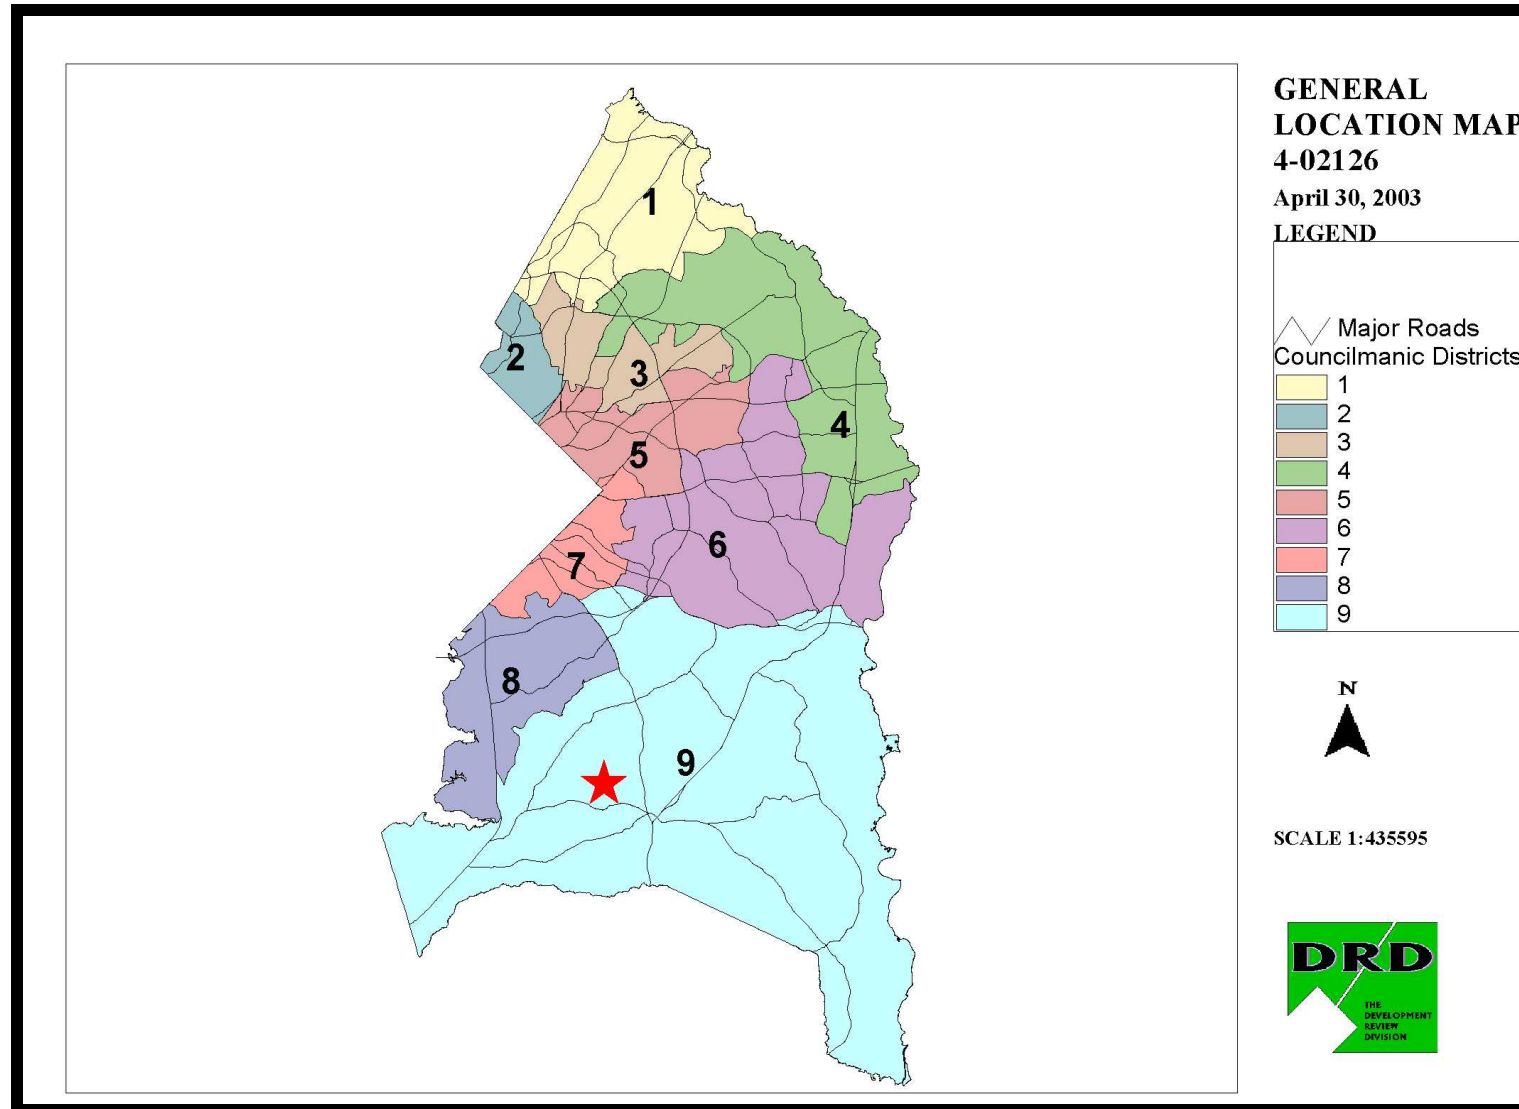 GENERAL
LOCATION MAP
4-02126
April 30, 2003
LEGEND
Major Roads
Councilmanic Districts
1
2
3
4
5
6
7
8
9
N
SCALE 1:435595
DRD
THE
DEVELOPMENT
REVIEW
DIVISION
1
2
3
4
5
6
7
8
9